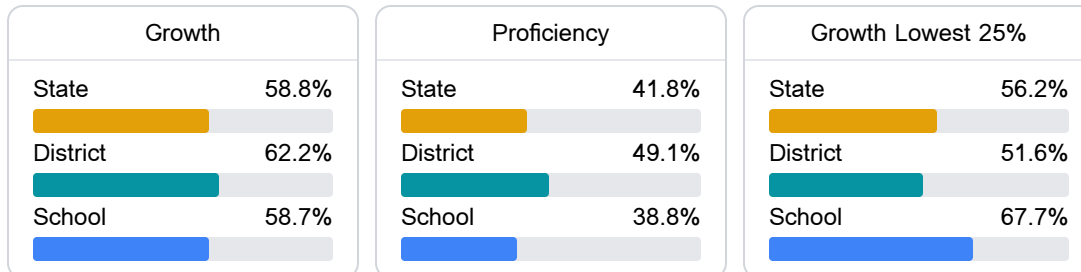 Growth
State 58.8%
District 62.2%
School 58.7%
Proficiency
State 41.8%
District 49.1%
School 38.8%
Growth Lowest 25%
State 56.2%
District 51.6%
School 67.7%